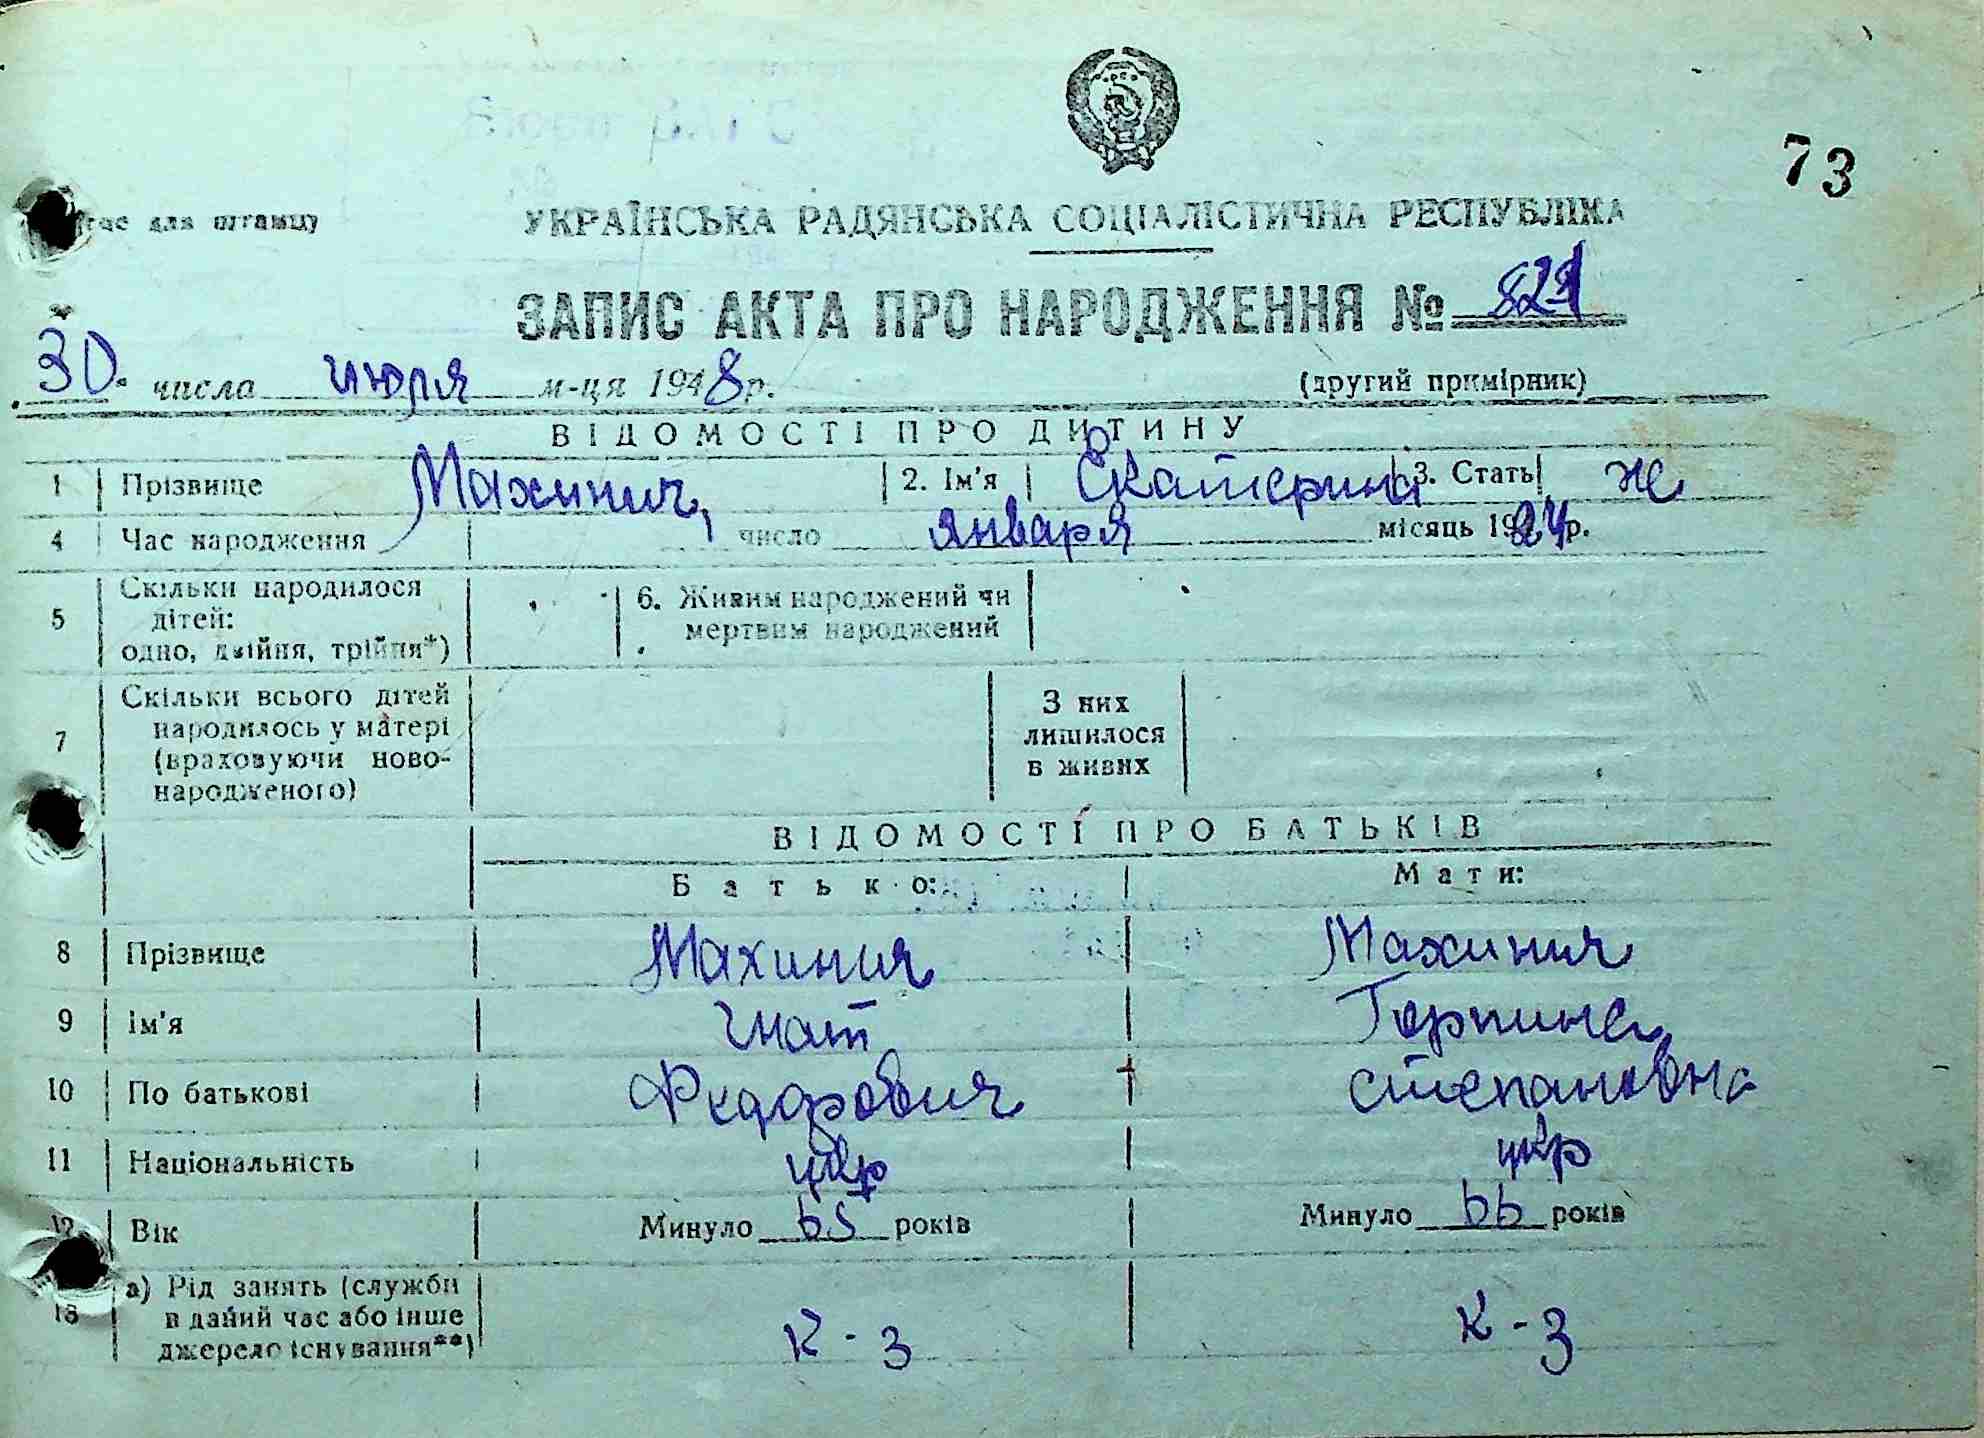 73
для штампу
УКРАЇНСЬКА РАДЯНСЬКА СОЦІАЛІСТИЧНА РЕСПУБЛІКА
ЗАПИС АКТА ПРО НАРОДЖЕННЯ № 821
30 числа июля м-ця 1948 р. (другий примірник)
ВІДОМОСТІ ПРО ДИТИНУ
1 Прізвище Махинич 2. Ім'я Екатерина 3. Стать ж
4 Час народження число января місяць 1924 р.
5 Скільки народилося дітей: одно, двійня, трійня*) 6. Живим народжений чи мертвим народжений
7 Скільки всього дітей народилось у матері (враховуючи новонародженого) З них лишилося в живих
ВІДОМОСТІ ПРО БАТЬКІВ
Батько: Мати:
8 Прізвище Махинич Махинич
9 Ім'я Гнат Горпина
10 По батькові Федорович Степановна
11 Національність укр укр
12 Вік Минуло 65 років Минуло 66 років
13 а) Рід занять (служби в даний час або інше джерело існування**) к-з к-з